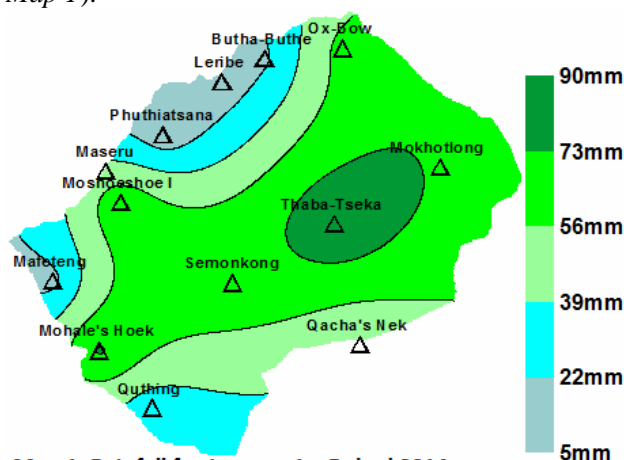 Map 1).
Ox-Bow
Butha-Buthe
Leribe
90mm
Phuthiatsana
73mm
Maseru
Mokhotlong
Moshoeshoe I
Thaba-Tseka
56mm
Mafeteng
Semonkong
39mm
Mohale's Hoek
Qacha's Nek
22mm
Quthing
5mm